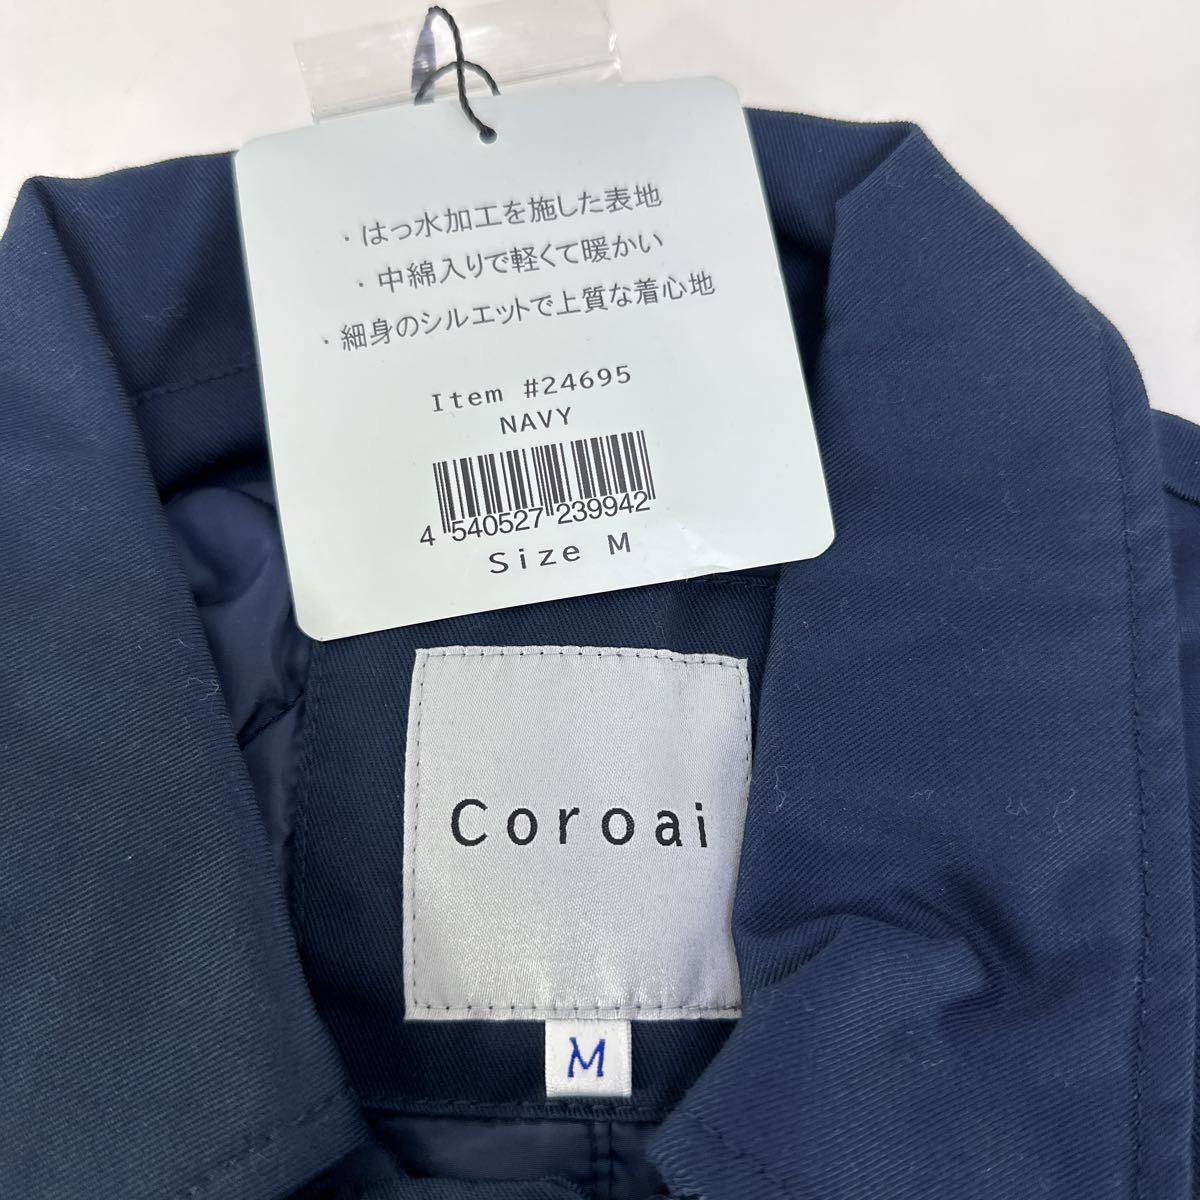 ・はっ水加工を施した表地
・中綿入りで軽くて暖かい
・細身のシルエットで上質な着心地
Item #24695
NAVY
4 540527 239942
Size M
Coroai
M